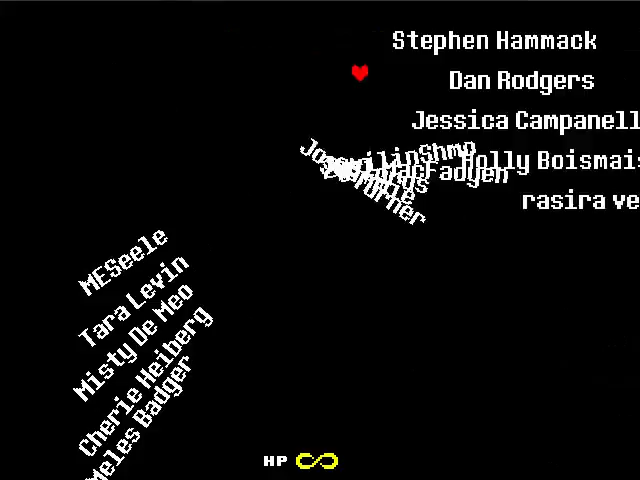 Stephen Hammack
Dan Rodgers
Jessica Campanell
Holly Boismais
rasira ve
MESeele
Tara Levin
Misty De Meo
Cherie Heiberg
Meles Badger
HP